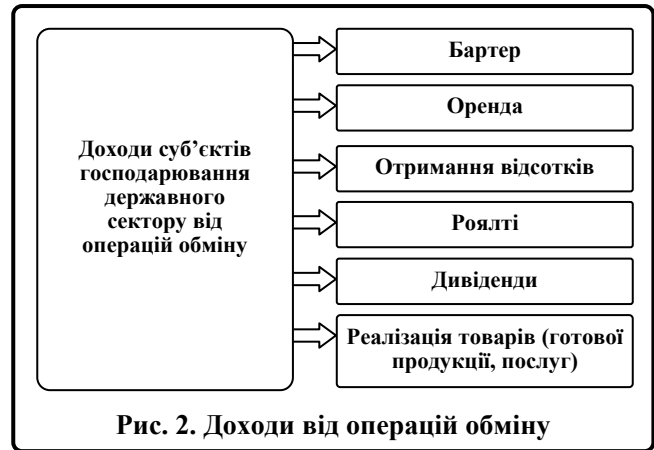 Доходи суб’єктів
господарювання
державного
сектору від
операцій обміну
Бартер
Оренда
Отримання відсотків
Роялті
Дивіденди
Реалізація товарів (готової
продукції, послуг)
Рис. 2. Доходи від операцій обміну